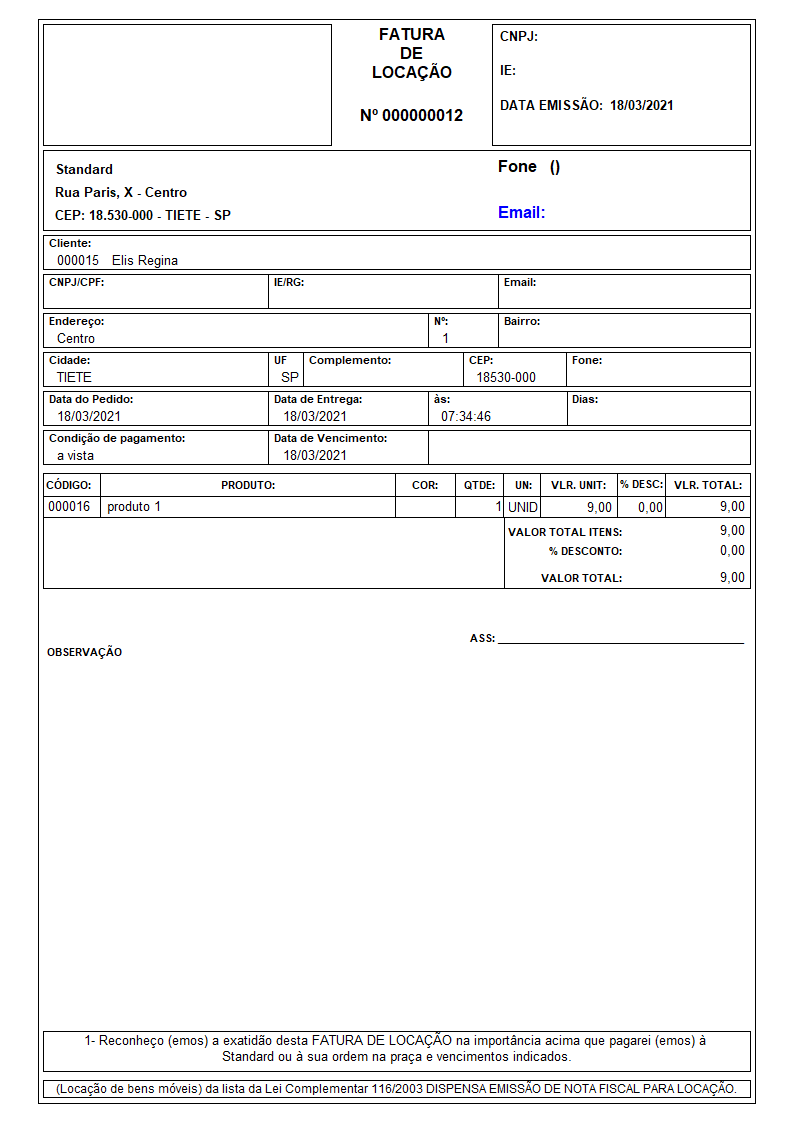 FATURA
DE
LOCAÇÃO
Nº 000000012
CNPJ:
IE:
DATA EMISSÃO: 18/03/2021
Standard
Rua Paris, X - Centro
CEP: 18.530-000 - TIETE - SP
Fone ()
Email:
Cliente:
000015 Elis Regina
CNPJ/CPF: IE/RG: Email:
Endereço: Nº: Bairro:
Centro 1
Cidade: UF Complemento: CEP: Fone:
TIETE SP 18530-000
Data do Pedido: Data de Entrega: às: Dias:
18/03/2021 18/03/2021 07:34:46
Condição de pagamento: Data de Vencimento:
a vista 18/03/2021
CÓDIGO: PRODUTO: COR: QTDE: UN: VLR. UNIT: % DESC: VLR. TOTAL:
000016 produto 1 1 UNID 9,00 0,00 9,00
VALOR TOTAL ITENS: 9,00
% DESCONTO: 0,00
VALOR TOTAL: 9,00
ASS:
OBSERVAÇÃO
1- Reconheço (emos) a exatidão desta FATURA DE LOCAÇÃO na importância acima que pagarei (emos) à
Standard ou à sua ordem na praça e vencimentos indicados.
(Locação de bens móveis) da lista da Lei Complementar 116/2003 DISPENSA EMISSÃO DE NOTA FISCAL PARA LOCAÇÃO.